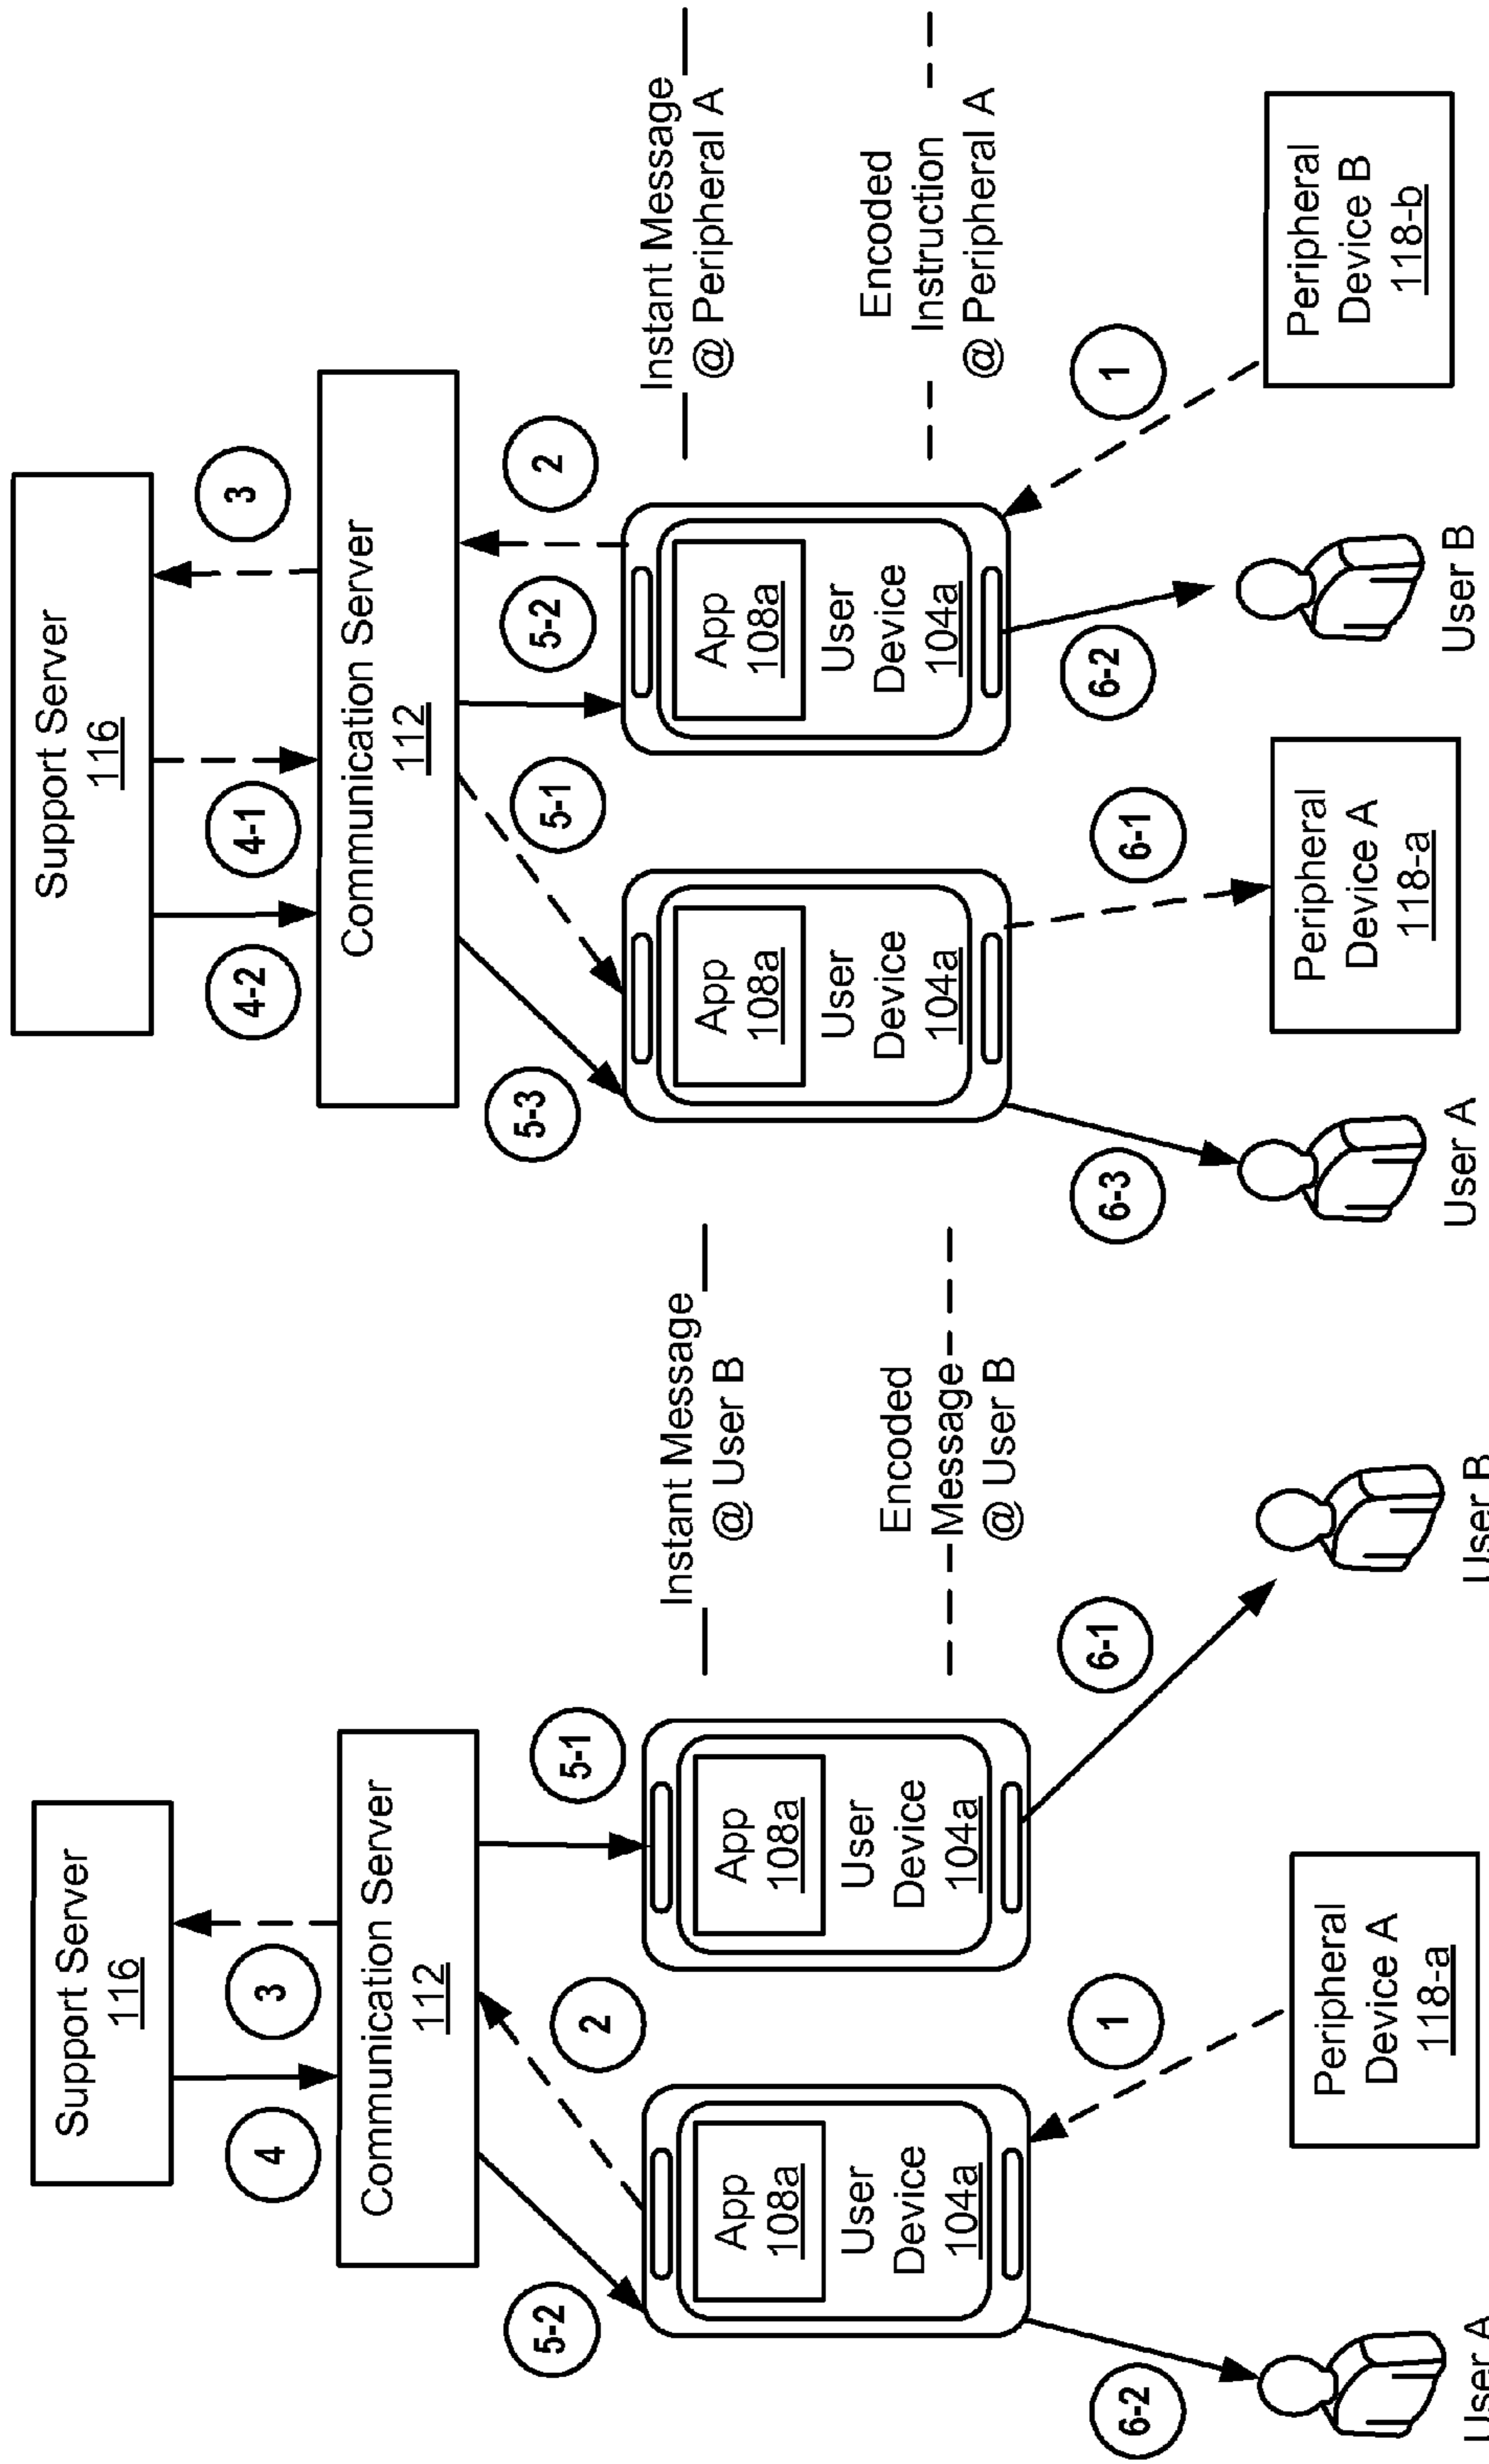 Support Server
116
4
3
Communication Server
112
5-2
2
5-1
App
108a
User
Device
104a
App
108a
User
Device
104a
6-2
1
6-1
User A
Peripheral
Device A
118-a
User B
Instant Message
@ User B
Encoded
Message
@ User B
Support Server
116
4-2
4-1
3
Communication Server
112
5-3
5-1
5-2
2
App
108a
User
Device
104a
App
108a
User
Device
104a
6-3
6-1
6-2
1
User A
Peripheral
Device A
118-a
User B
Peripheral
Device B
118-b
Instant Message
@ Peripheral A
Encoded
Instruction
@ Peripheral A